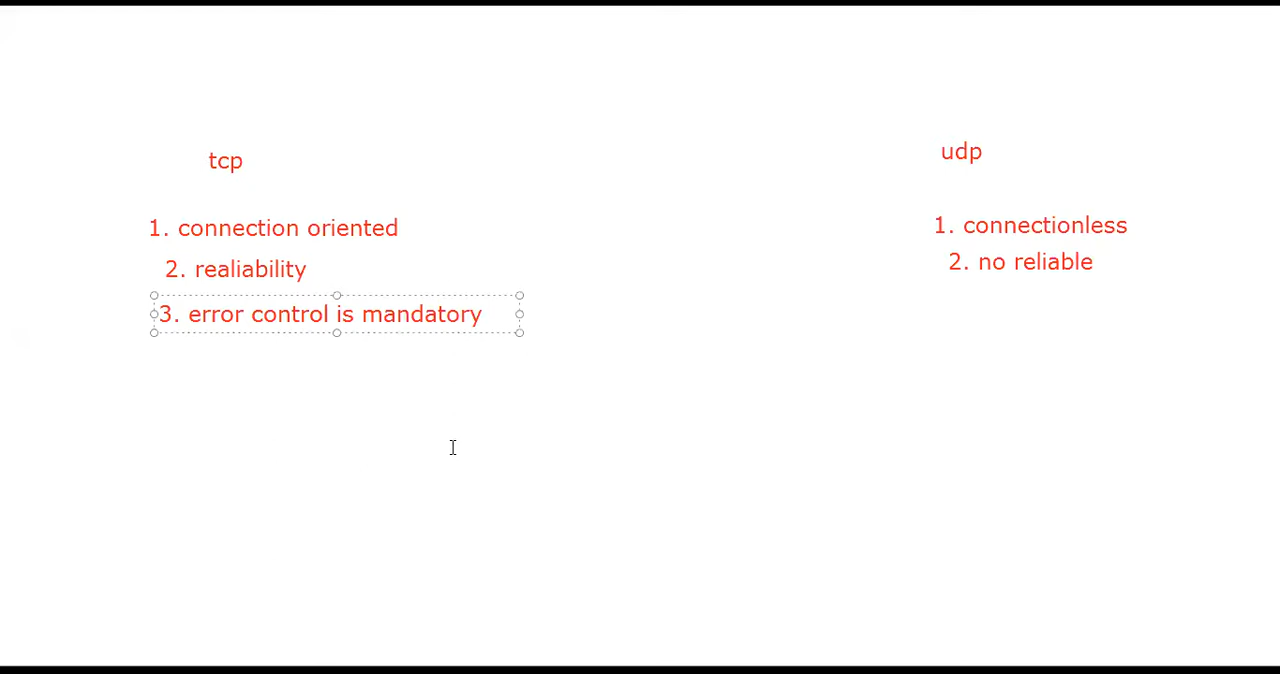 tcp
1. connection oriented
2. realiability
3. error control is mandatory
udp
1. connectionless
2. no reliable